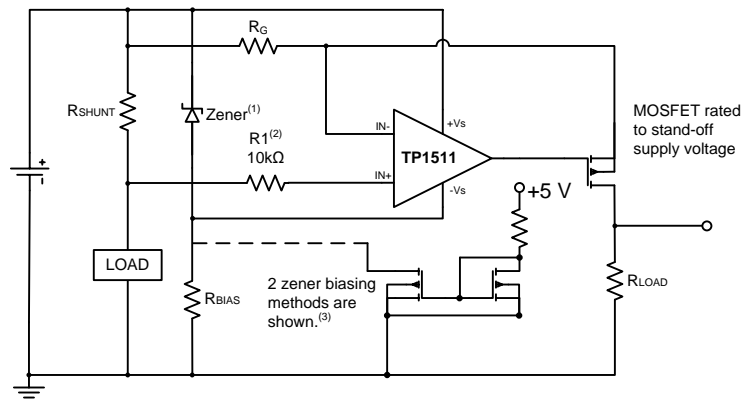 RG
RSHUNT
Zener(1)
R1(2)
10kΩ
IN-
IN+
+Vs
-Vs
TP1511
MOSFET rated
to stand-off
supply voltage
+5 V
LOAD
RBIAS
2 zener biasing
methods are
shown.(3)
RLOAD
+